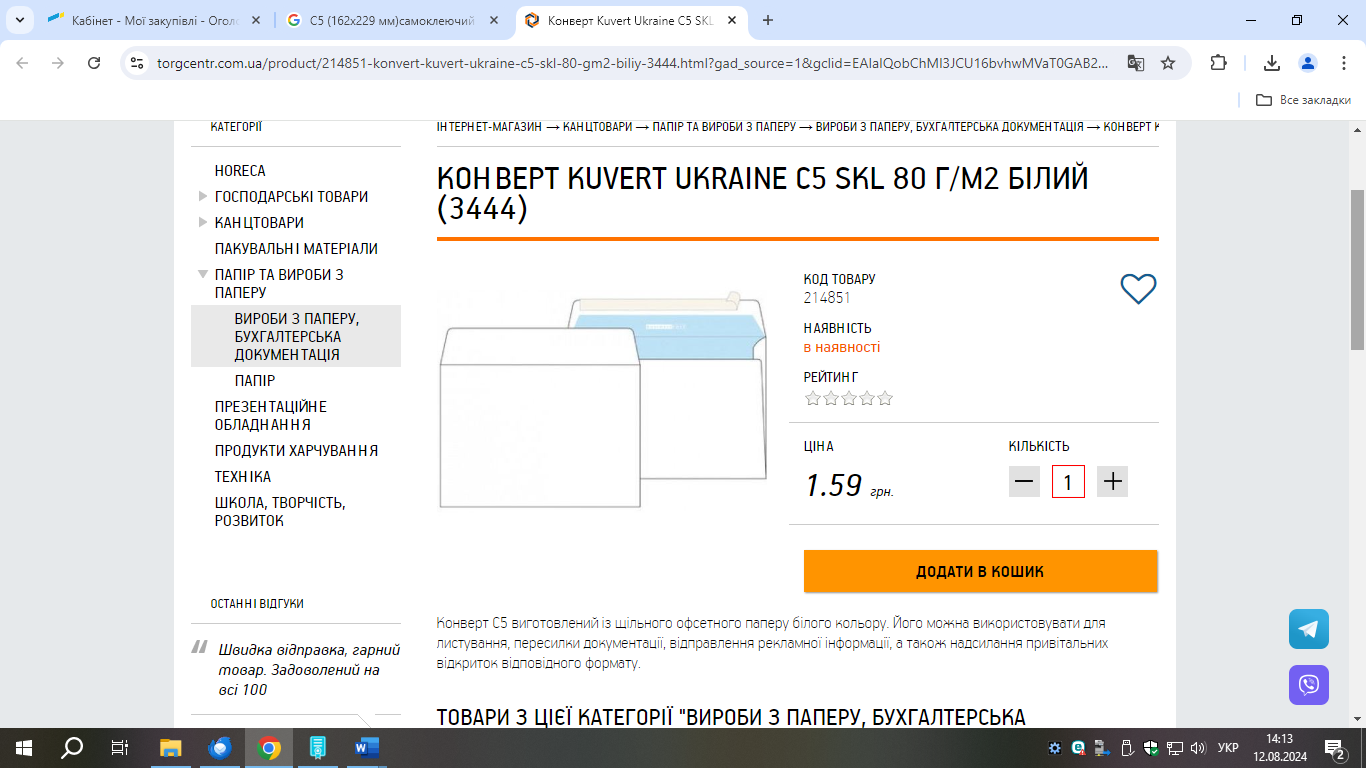 Кабінет - Мої закупівлі - Оголо
C5 (162х229 мм)самоклеючий
Конверт Kuvert Ukraine C5 SKL
torgcentr.com.ua/product/214851-konvert-kuvert-ukraine-c5-skl-80-gm2-biliy-3444.html?gad_source=1&gclid=EAIaIQobChMI3JCU16bvhwMVaT0GAB2...
Все закладки
КАТЕГОРІЇ
ІНТЕРНЕТ-МАГАЗИН → КАНЦТОВАРИ → ПАПІР ТА ВИРОБИ З ПАПЕРУ → ВИРОБИ З ПАПЕРУ, БУХГАЛТЕРСЬКА ДОКУМЕНТАЦІЯ → КОНВЕРТ К
HORECA
ГОСПОДАРСЬКІ ТОВАРИ
КАНЦТОВАРИ
ПАКУВАЛЬНІ МАТЕРІАЛИ
ПАПІР ТА ВИРОБИ З
ПАПЕРУ
ВИРОБИ З ПАПЕРУ,
БУХГАЛТЕРСЬКА
ДОКУМЕНТАЦІЯ
ПАПІР
ПРЕЗЕНТАЦІЙНЕ
ОБЛАДНАННЯ
ПРОДУКТИ ХАРЧУВАННЯ
ТЕХНІКА
ШКОЛА, ТВОРЧІСТЬ,
РОЗВИТОК
ОСТАННІ ВІДГУКИ
Швидка відправка, гарний
товар. Задоволений на
всі 100
КОНВЕРТ KUVERT UKRAINE C5 SKL 80 Г/М2 БІЛИЙ
(3444)
КОД ТОВАРУ
214851
НАЯВНІСТЬ
в наявності
РЕЙТИНГ
ЦІНА
КІЛЬКІСТЬ
1.59 грн.
1
ДОДАТИ В КОШИК
Конверт С5 виготовлений із щільного офсетного паперу білого кольору. Його можна використовувати для
листування, пересилки документації, відправлення рекламної інформації, а також надсилання привітальних
відкриток відповідного формату.
ТОВАРИ З ЦІЄЇ КАТЕГОРІЇ "ВИРОБИ З ПАПЕРУ, БУХГАЛТЕРСЬКА
УКР
14:13
12.08.2024
2